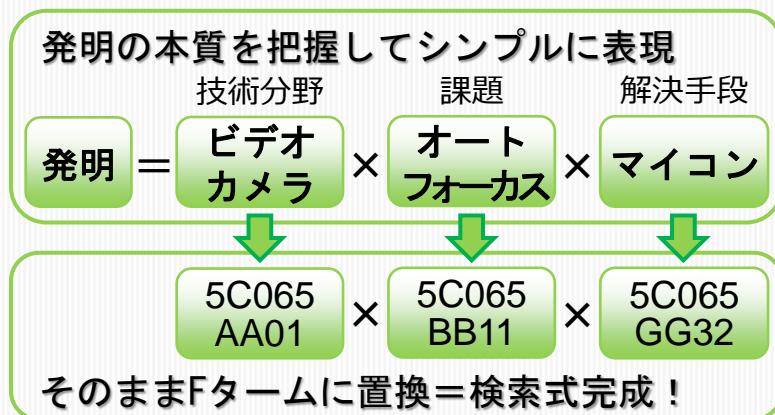 発明の本質を把握してシンプルに表現
技術分野 課題 解決手段
発明 = ビデオカメラ × オートフォーカス × マイコン
5C065 AA01 × 5C065 BB11 × 5C065 GG32
そのままFタームに置換=検索式完成!